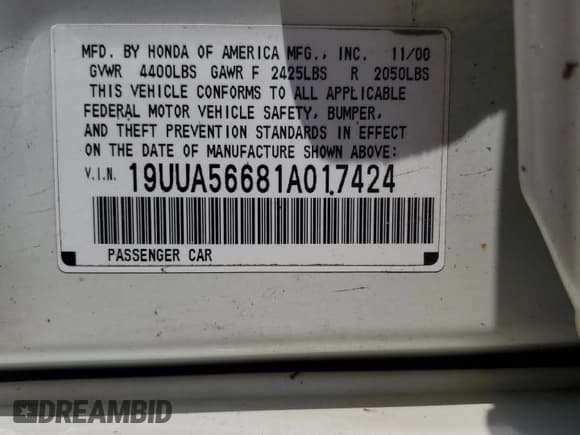 MFD. BY HONDA OF AMERICA MFG., INC. 11/00
GVWR 4400LBS GAWR F 2425LBS R 2050LBS
THIS VEHICLE CONFORMS TO ALL APPLICABLE
FEDERAL MOTOR VEHICLE SAFETY, BUMPER,
AND THEFT PREVENTION STANDARDS IN EFFECT
ON THE DATE OF MANUFACTURE SHOWN ABOVE:
V.I.N. 19UUA56681A017424
PASSENGER CAR
DREAMBID